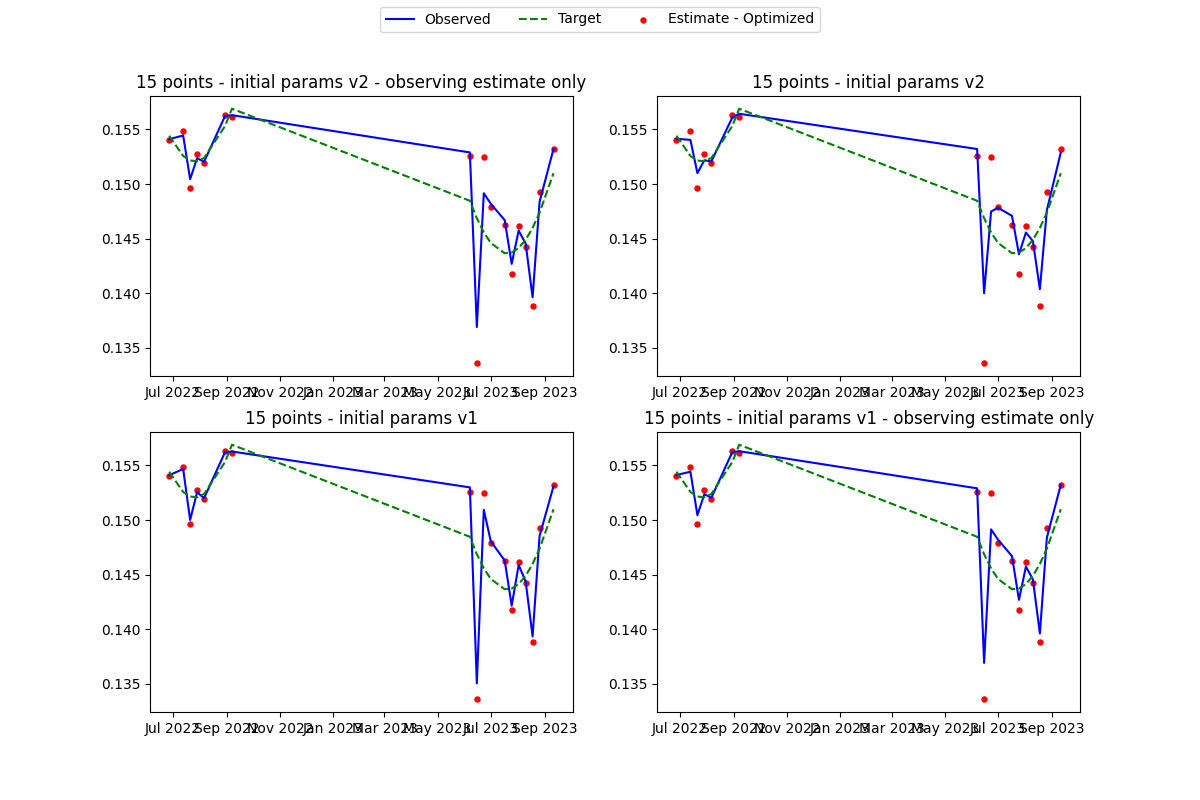 Observed Target Estimate - Optimized
15 points - initial params v2 - observing estimate only
0.155
0.150
0.145
0.140
0.135
Jul 2022 Sep 2022 Nov 2022 Jan 2023 Mar 2023 May 2023 Jul 2023 Sep 2023
15 points - initial params v2
0.155
0.150
0.145
0.140
0.135
Jul 2022 Sep 2022 Nov 2022 Jan 2023 Mar 2023 May 2023 Jul 2023 Sep 2023
15 points - initial params v1
0.155
0.150
0.145
0.140
0.135
Jul 2022 Sep 2022 Nov 2022 Jan 2023 Mar 2023 May 2023 Jul 2023 Sep 2023
15 points - initial params v1 - observing estimate only
0.155
0.150
0.145
0.140
0.135
Jul 2022 Sep 2022 Nov 2022 Jan 2023 Mar 2023 May 2023 Jul 2023 Sep 2023